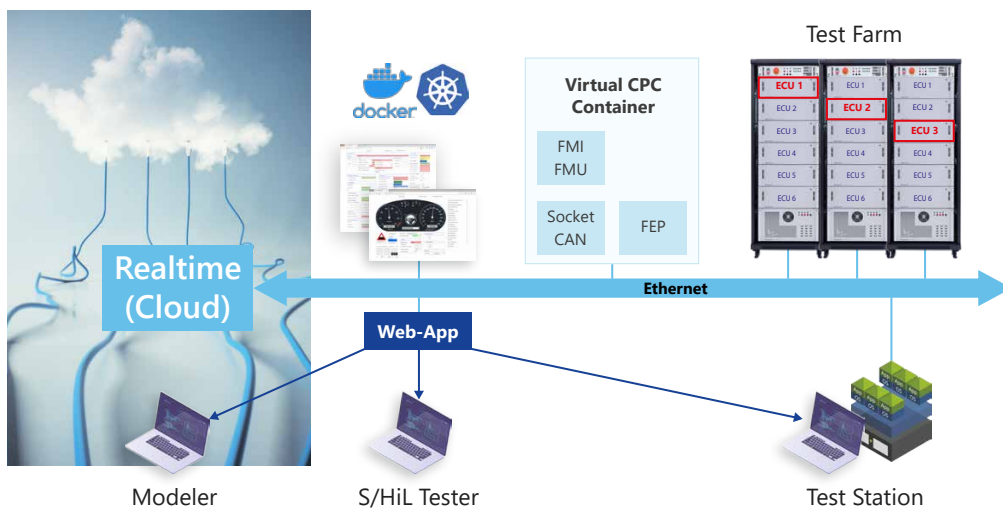 Test Farm
docker
Virtual CPC
Container
FMI
FMU
Socket
CAN
FEP
ECU 1
ECU 2
ECU 3
ECU 4
ECU 5
ECU 6
ECU 1
ECU 2
ECU 3
ECU 4
ECU 5
ECU 6
ECU 1
ECU 2
ECU 3
ECU 4
ECU 5
ECU 6
Realtime
(Cloud)
Ethernet
Web-App
Modeler
S/HiL Tester
Test Station